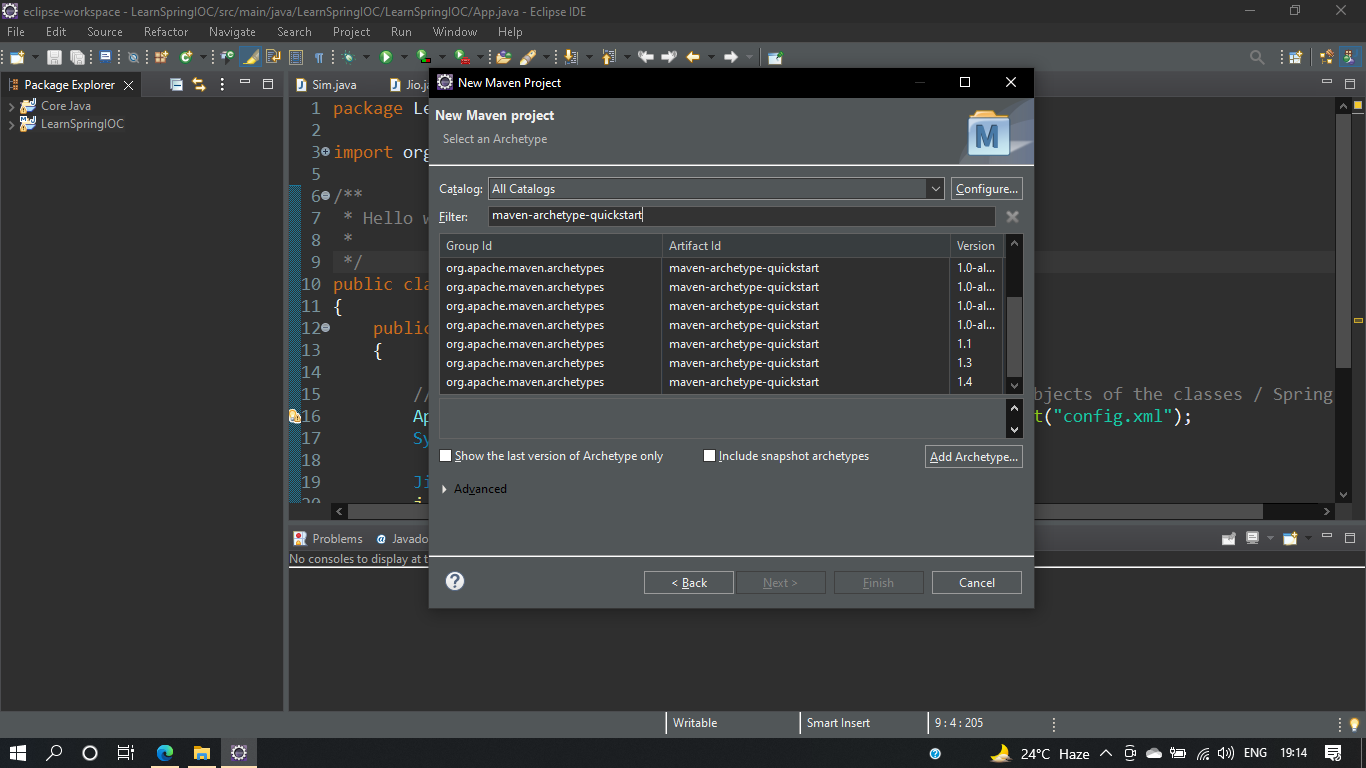 eclipse-workspace - LearnSpringIOC/src/main/java/LearnSpringIOC/LearnSpringIOC/App.java - Eclipse IDE
File Edit Source Refactor Navigate Search Project Run Window Help
Package Explorer
Core Java
LearnSpringIOC
Sim.java
Jio.ja
1 package Le
2
3 import org
5
6 /**
7 * Hello w
8 *
9 */
10 public cla
11 {
12 public
13 {
14
15 // bjects of the classes / Spring
16 Ap t("config.xml");
17 Sy
18
19 Ji
20
New Maven Project
New Maven project
Select an Archetype
M
Catalog: All Catalogs Configure...
Filter: maven-archetype-quickstart
Group Id Artifact Id Version
org.apache.maven.archetypes maven-archetype-quickstart 1.0-al...
org.apache.maven.archetypes maven-archetype-quickstart 1.0-al...
org.apache.maven.archetypes maven-archetype-quickstart 1.0-al...
org.apache.maven.archetypes maven-archetype-quickstart 1.0-al...
org.apache.maven.archetypes maven-archetype-quickstart 1.1
org.apache.maven.archetypes maven-archetype-quickstart 1.3
org.apache.maven.archetypes maven-archetype-quickstart 1.4
Show the last version of Archetype only Include snapshot archetypes Add Archetype...
Advanced
? < Back Next > Finish Cancel
Problems @ Javado
No consoles to display at t
Writable Smart Insert 9 : 4 : 205
24°C Haze ENG 19:14